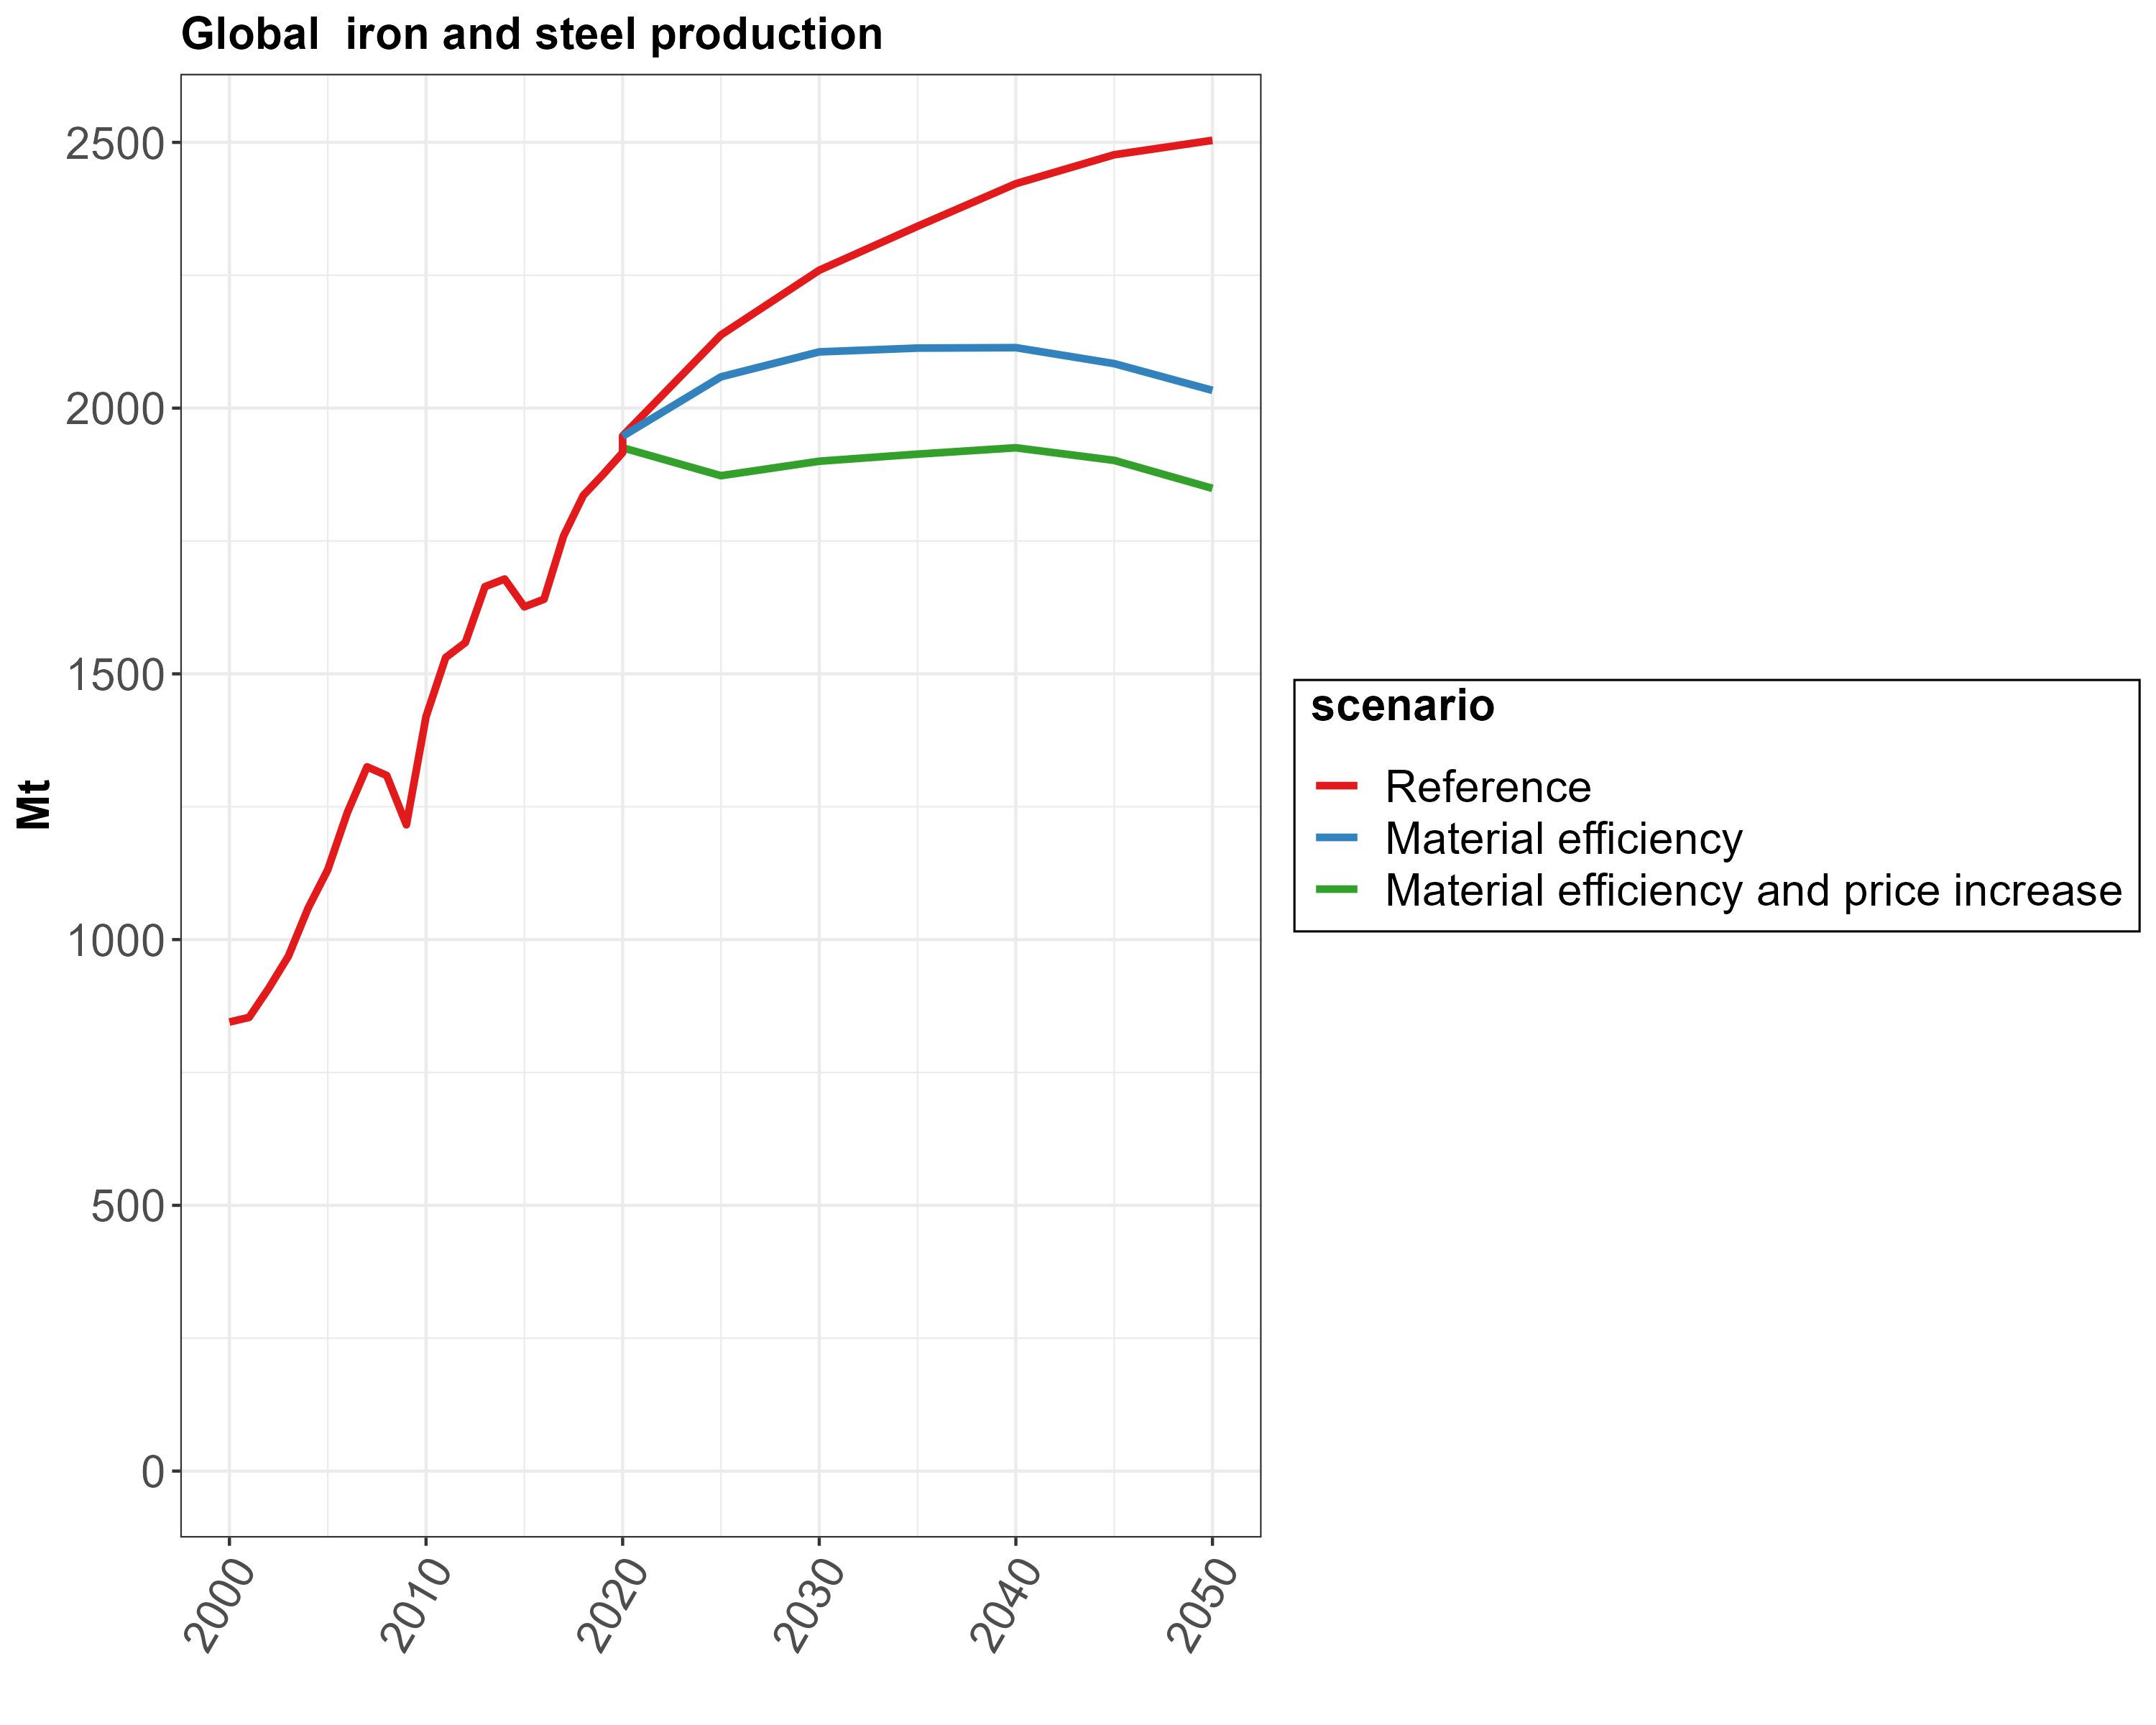 Global  iron and steel production
2500
2000
1500
1000
500
0
Mt
2000
2010
2020
2030
2040
2050
scenario
Reference
Material efficiency
Material efficiency and price increase